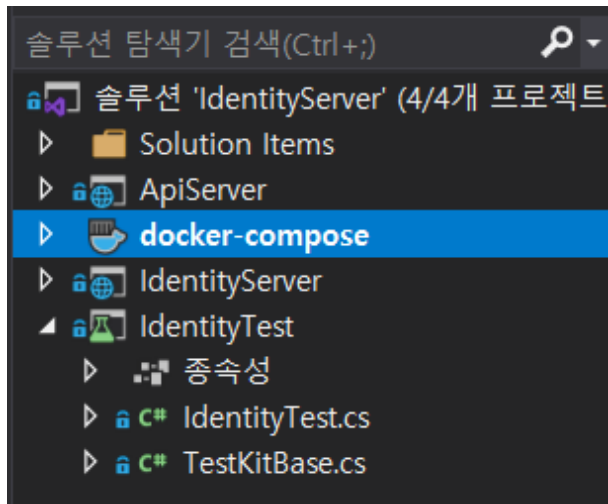 솔루션 탐색기 검색(Ctrl+;)
솔루션 'IdentityServer' (4/4개 프로젝트
Solution Items
ApiServer
docker-compose
IdentityServer
IdentityTest
종속성
C# IdentityTest.cs
C# TestKitBase.cs